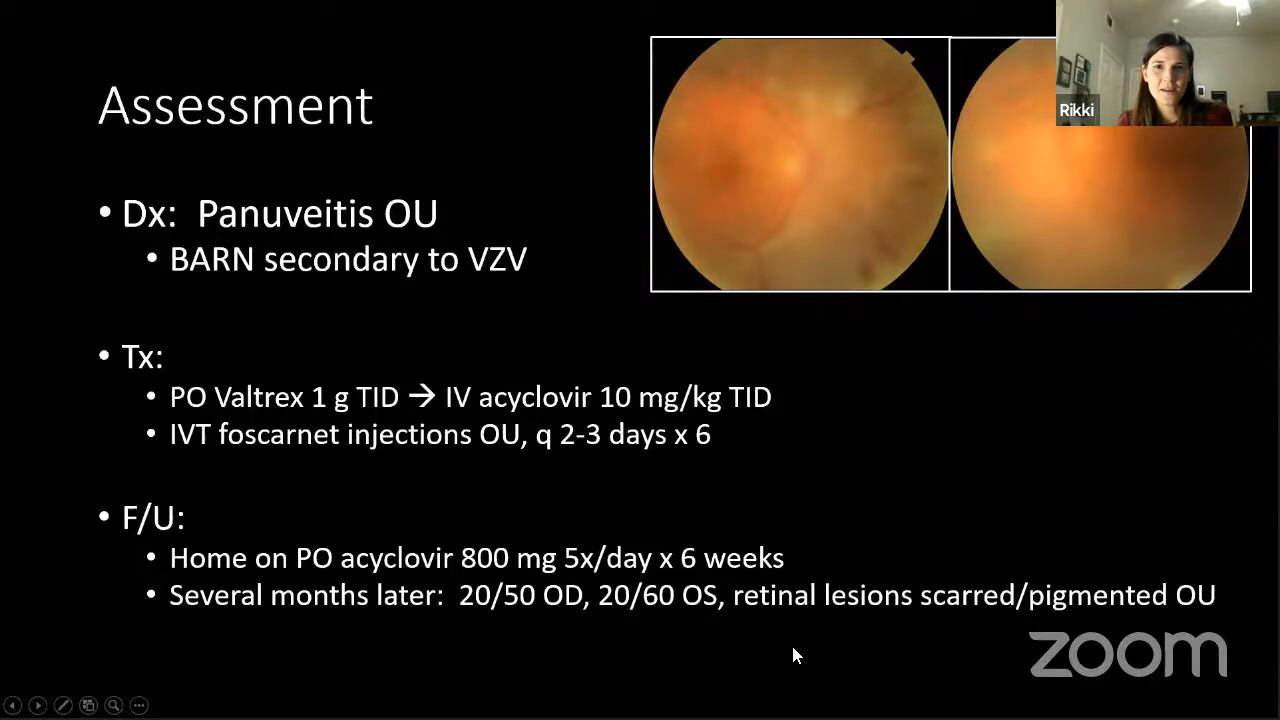 Assessment
Rikki
• Dx: Panuveitis OU
• BARN secondary to VZV
• Tx:
• PO Valtrex 1 g TID → IV acyclovir 10 mg/kg TID
• IVT foscarnet injections OU, q 2-3 days x 6
• F/U:
• Home on PO acyclovir 800 mg 5x/day x 6 weeks
• Several months later: 20/50 OD, 20/60 OS, retinal lesions scarred/pigmented OU
zoom